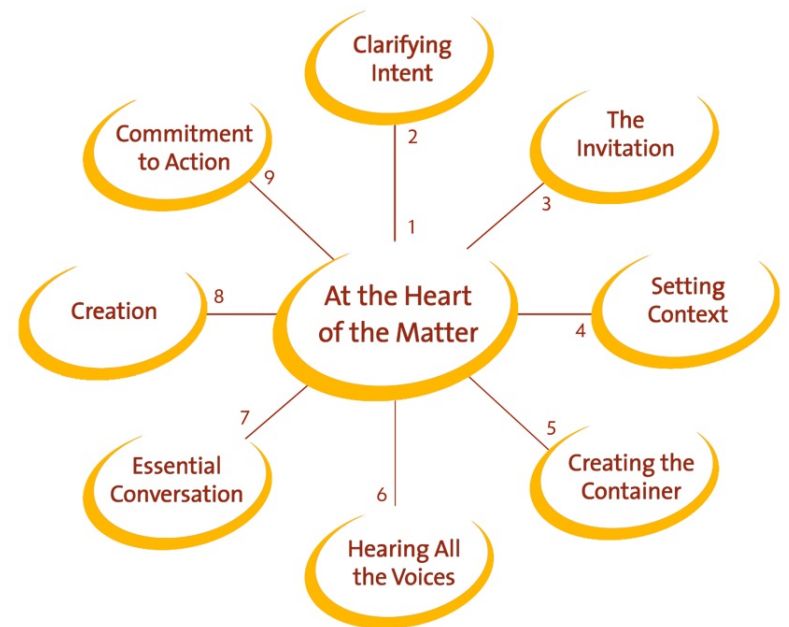 At the Heart
of the Matter
1
Clarifying
Intent
2
The
Invitation
3
Setting
Context
4
Creating the
Container
5
Hearing All
the Voices
6
Essential
Conversation
7
Creation
8
Commitment
to Action
9